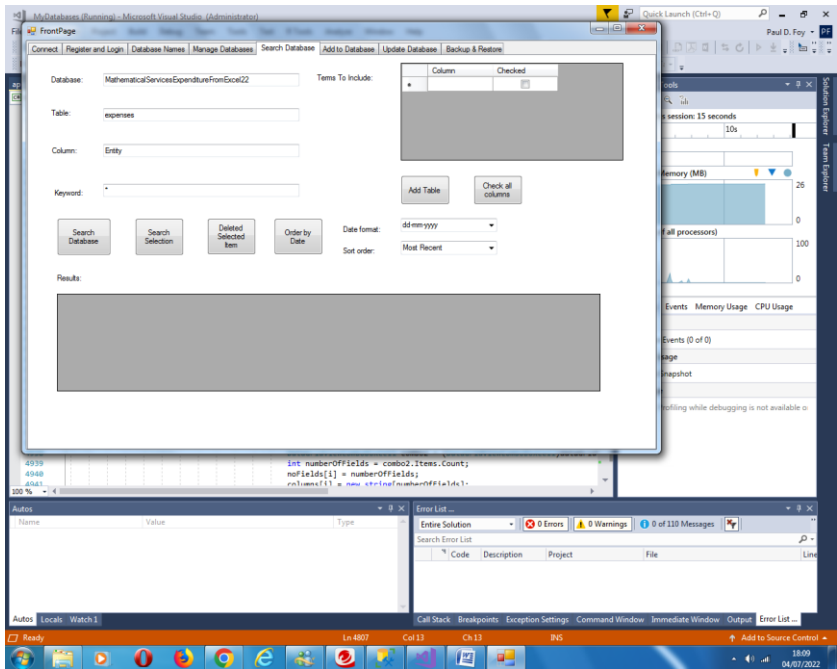 MyDatabases (Running) - Microsoft Visual Studio (Administrator)
Quick Launch (Ctrl+Q)
FrontPage
Paul D. Foy
PF
Connect
Register and Login
Database Names
Manage Databases
Search Database
Add to Database
Update Database
Backup & Restore
Database:
MathematicalServicesExpenditureFromExcel22
Terms To Include:
Column
Checked
Table:
expenses
Column:
Entity
Keyword:
*
Add Table
Check all
columns
Search
Database
Search
Selection
Deleted
Selected
Item
Order by
Date
Date format:
dd-mm-yyyy
Sort order:
Most Recent
Results:
ools
s session: 15 seconds
10s
Memory (MB)
26
0
f all processors)
100
0
Events
Memory Usage
CPU Usage
Events (0 of 0)
sage
Snapshot
rofiling while debugging is not available o
Solution Explorer
Team Explorer
4939
int numberOfFields = combo2.Items.Count;
4940
noFields[i] = numberOfFields;
4941
columns[i] = new string[numberOfFields];
100 %
Autos
Name
Value
Type
Error List ...
Entire Solution
0 Errors
0 Warnings
0 of 110 Messages
Search Error List
Code
Description
Project
File
Line
Autos
Locals
Watch 1
Call Stack
Breakpoints
Exception Settings
Command Window
Immediate Window
Output
Error List ...
Ready
Ln 4807
Col 13
Ch 13
INS
Add to Source Control
18:09
04/07/2022